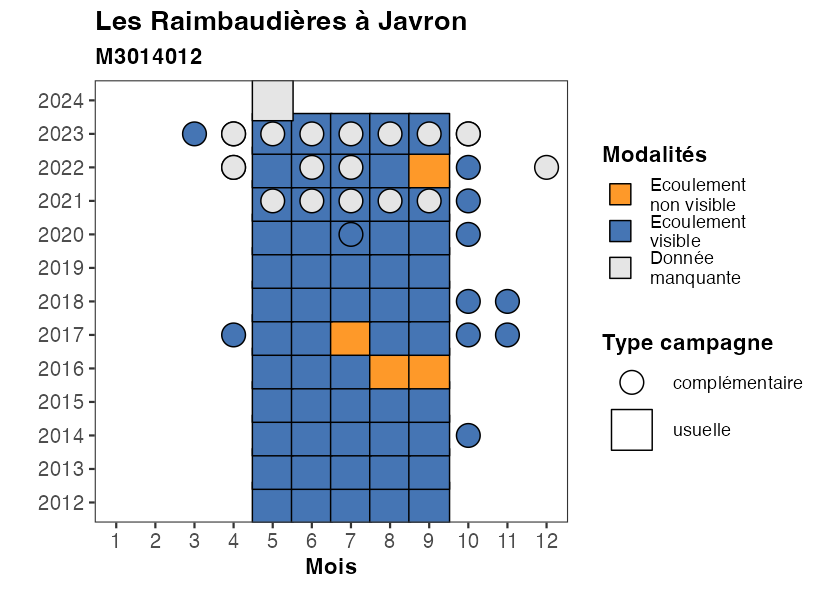 Les Raimbaudières à Javron
M3014012
2024
2023
2022
2021
2020
2019
2018
2017
2016
2015
2014
2013
2012
1 2 3 4 5 6 7 8 9 10 11 12
Mois
Modalités
Ecoulement
non visible
Ecoulement
visible
Donnée
manquante
Type campagne
complémentaire
usuelle